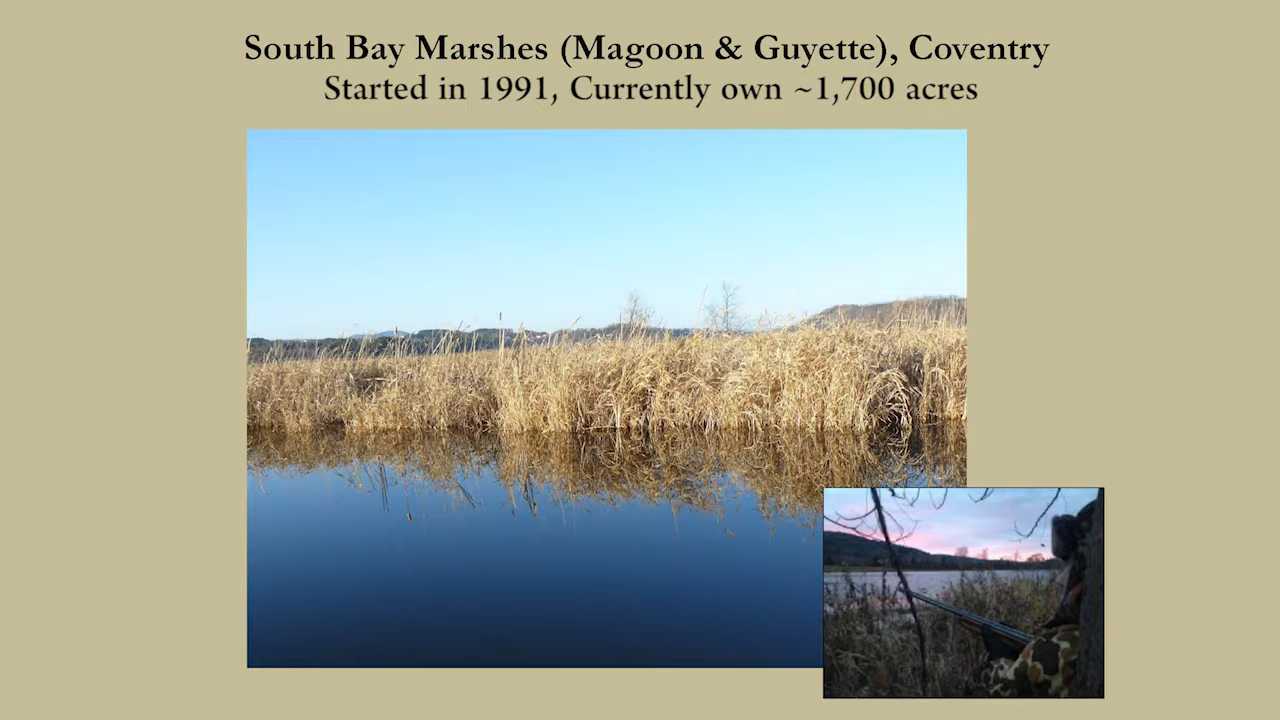 South Bay Marshes (Magoon & Guyette), Coventry
Started in 1991, Currently own ~1,700 acres